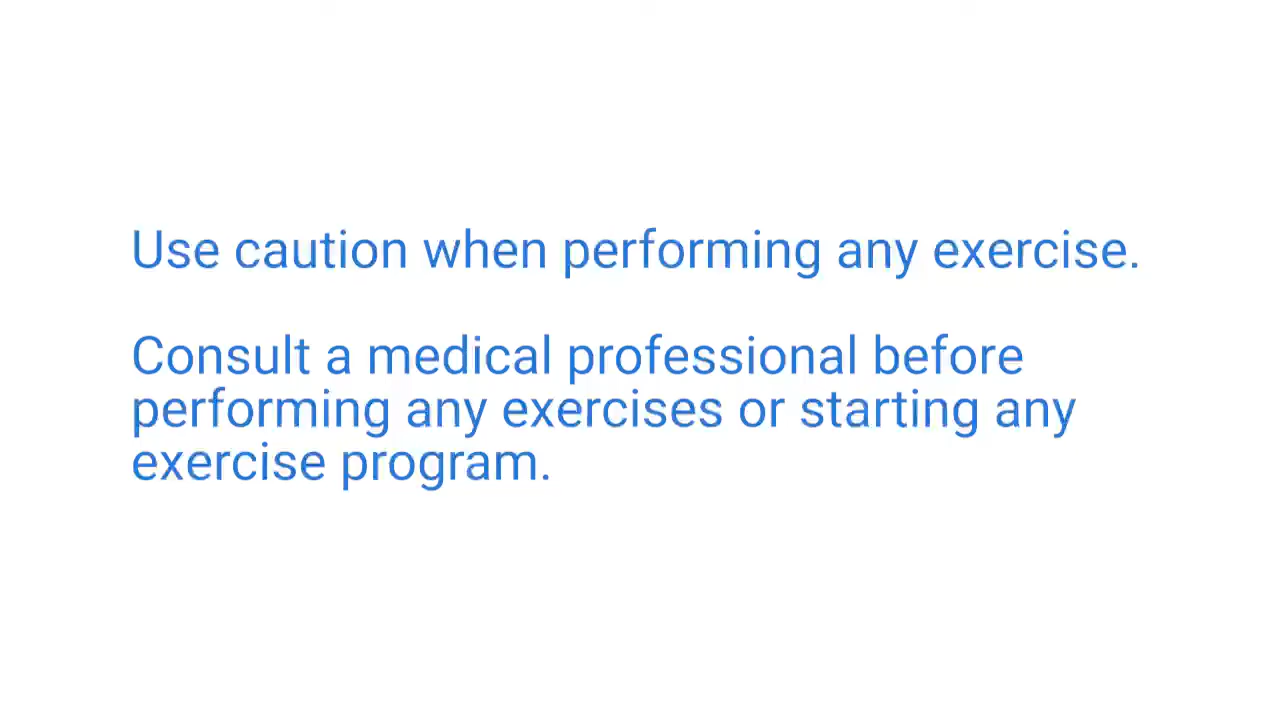 Use caution when performing any exercise.
Consult a medical professional before
performing any exercises or starting any
exercise program.